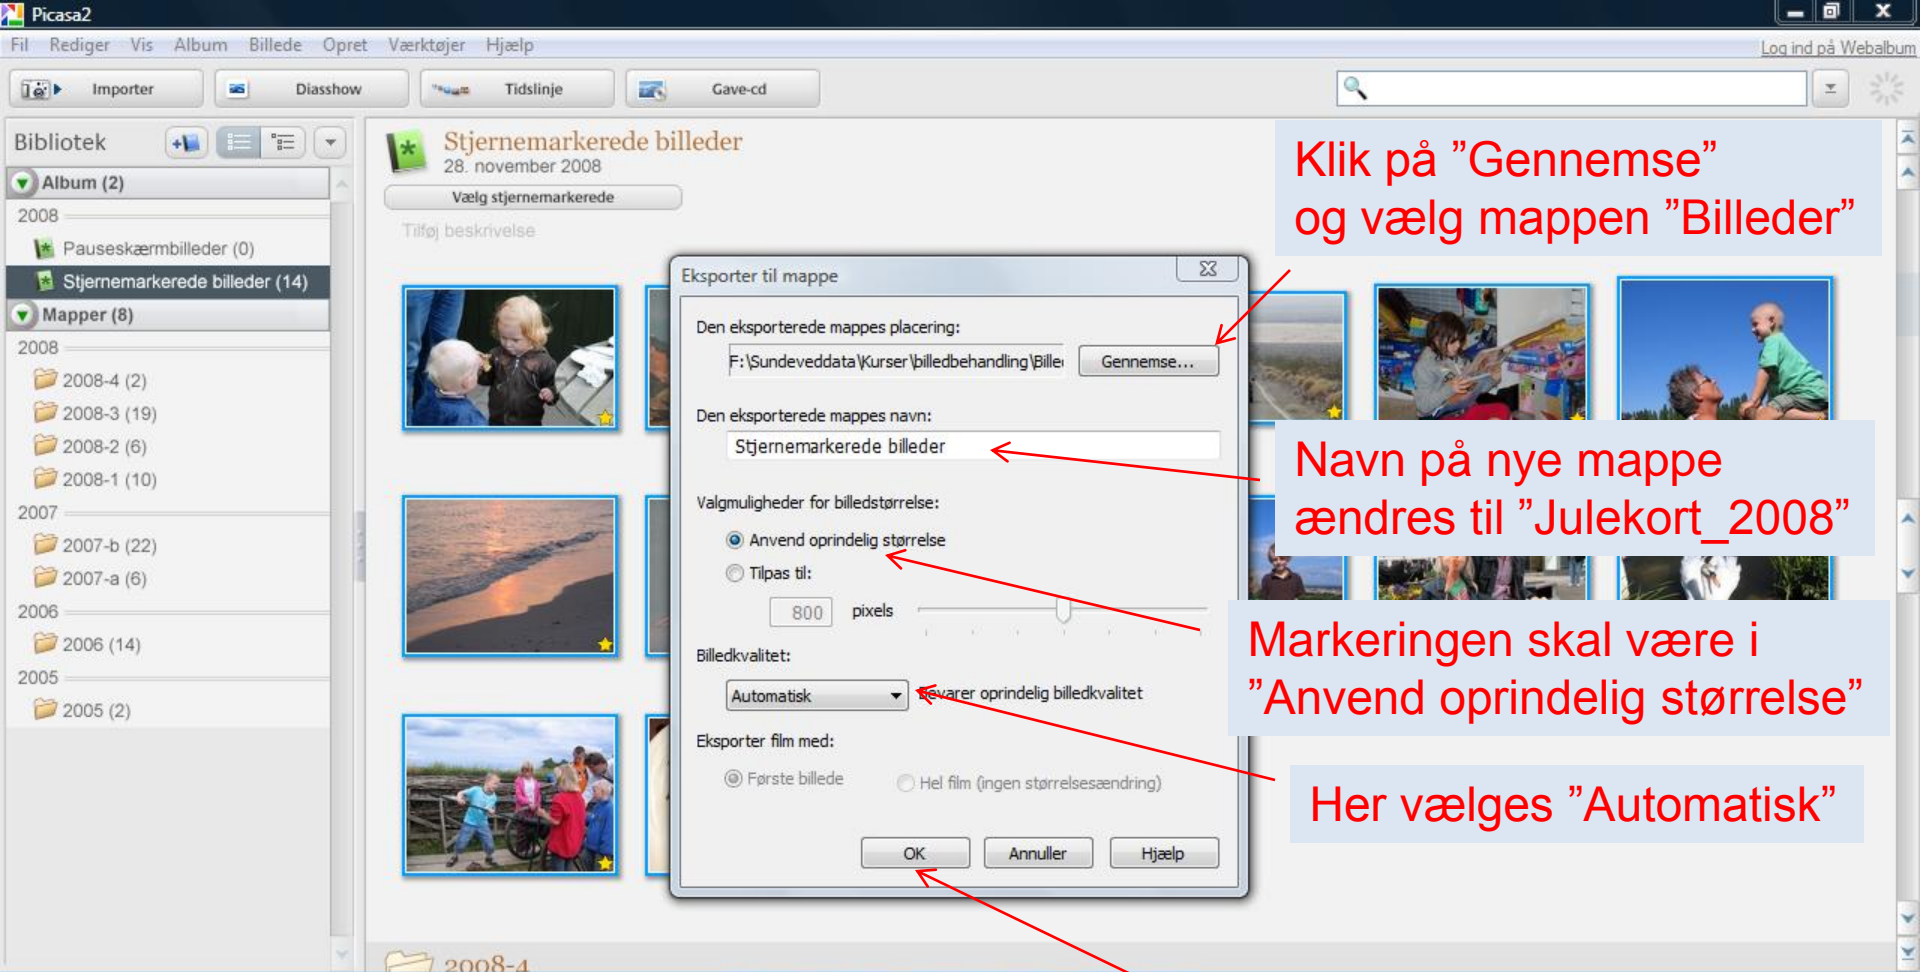 Picasa2
Fil Rediger Vis Album Billede Opret Værktøjer Hjælp
Log ind på Webalbum
Importer
Diasshow
Tidslinje
Gave-cd
Bibliotek
Album (2)
2008
Pauseskærmbilleder (0)
Stjernemarkerede billeder (14)
Mapper (8)
2008
2008-4 (2)
2008-3 (19)
2008-2 (6)
2008-1 (10)
2007
2007-b (22)
2007-a (6)
2006
2006 (14)
2005
2005 (2)
Stjernemarkerede billeder
28. november 2008
Vælg stjernemarkerede
Tilføj beskrivelse
Eksporter til mappe
Den eksporterede mappes placering:
F:\Sundeveddata\Kurser\billedbehandling\Bille
Gennemse...
Den eksporterede mappes navn:
Stjernemarkerede billeder
Valgmuligheder for billedstørrelse:
Anvend oprindelig størrelse
Tilpas til:
800 pixels
Billedkvalitet:
Automatisk
Bevarer oprindelig billedkvalitet
Eksporter film med:
Første billede
Hel film (ingen størrelsesændring)
OK
Annuller
Hjælp
Klik på ”Gennemse”
og vælg mappen ”Billeder”
Navn på nye mappe
ændres til ”Julekort_2008”
Markeringen skal være i
”Anvend oprindelig størrelse”
Her vælges ”Automatisk”
2008-4